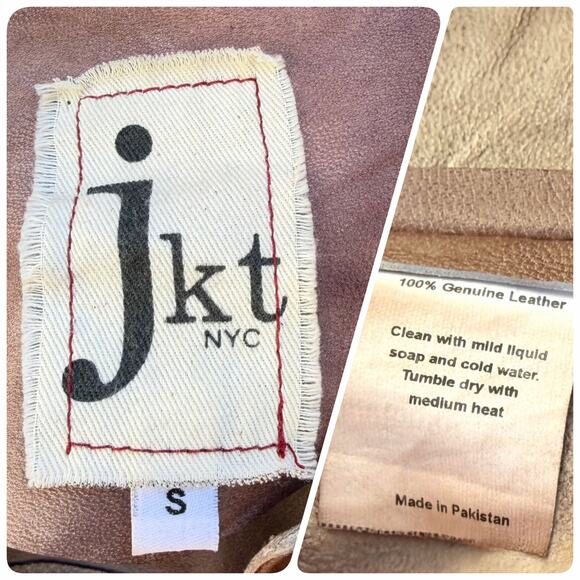 jkt
NYC
S
100% Genuine Leather
Clean with mild liquid
soap and cold water.
Tumble dry with
medium heat
Made in Pakistan